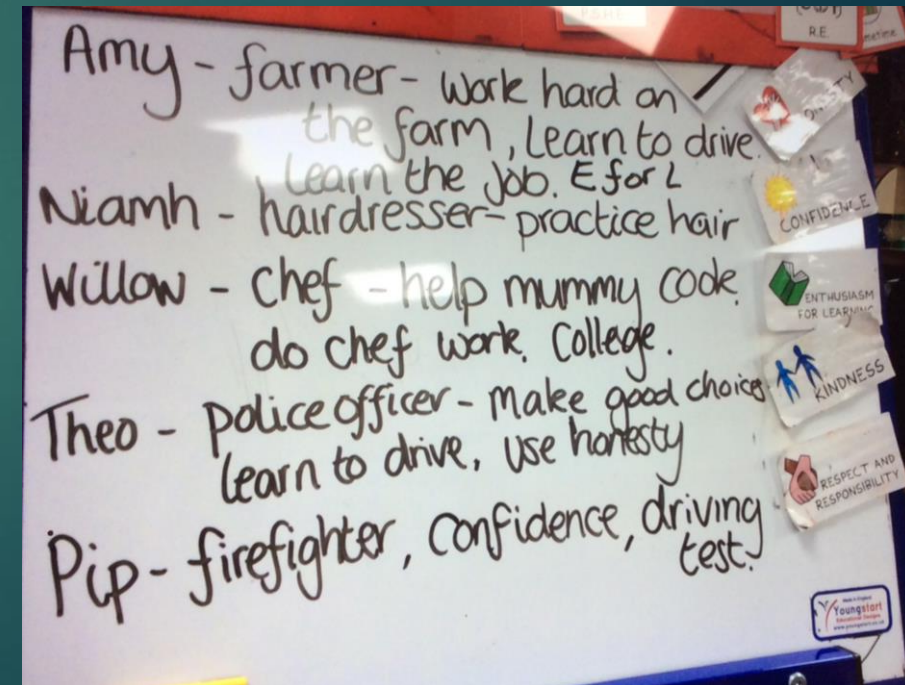 R.E.
Amy - farmer - work hard on
the farm, Learn to drive.
Learn the job. E for L
Niamh - hairdresser - practice hair
Willow - chef - help mummy cook.
do chef work. College.
Theo - police officer - make good choices
learn to drive, use honesty
Pip - firefighter, confidence, driving
test.
CONFIDENCE
ENTHUSIASM
FOR LEARNING
KINDNESS
RESPECT AND
RESPONSIBILITY
Youngstart